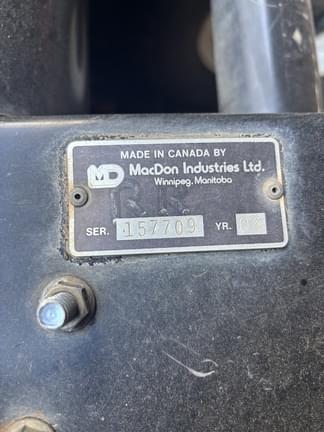 MADE IN CANADA BY
MD MacDon Industries Ltd.
Winnipeg, Manitoba
SER. 157709 YR.